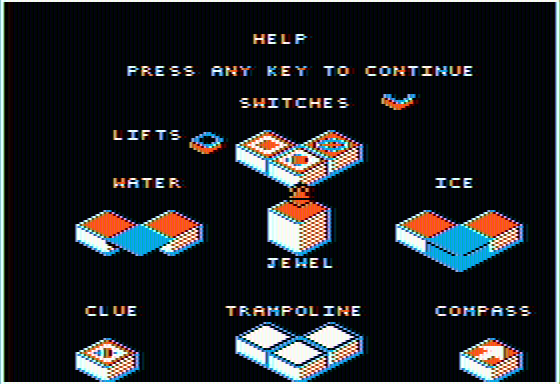 HELP
PRESS ANY KEY TO CONTINUE
SWITCHES
LIFTS
WATER
ICE
JEWEL
CLUE
TRAMPOLINE
COMPASS